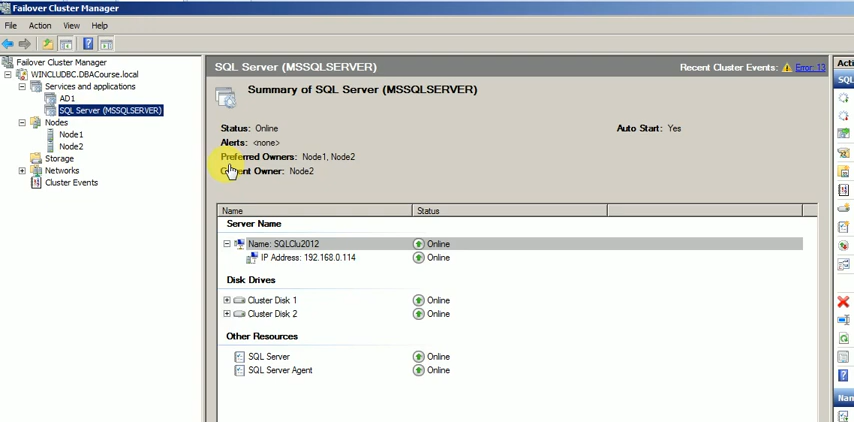 Failover Cluster Manager
File Action View Help
Failover Cluster Manager
WINCLUDBC.DBACourse.local
Services and applications
AD1
SQL Server (MSSQLSERVER)
Nodes
Node1
Node2
Storage
Networks
Cluster Events
SQL Server (MSSQLSERVER)
Recent Cluster Events: Error: 13
Summary of SQL Server (MSSQLSERVER)
Status: Online
Auto Start: Yes
Alerts: <none>
Preferred Owners: Node1, Node2
Owner: Node2
Name Status
Server Name
Name: SQLClu2012 Online
IP Address: 192.168.0.114 Online
Disk Drives
Cluster Disk 1 Online
Cluster Disk 2 Online
Other Resources
SQL Server Online
SQL Server Agent Online
Acti
SQL
Nan